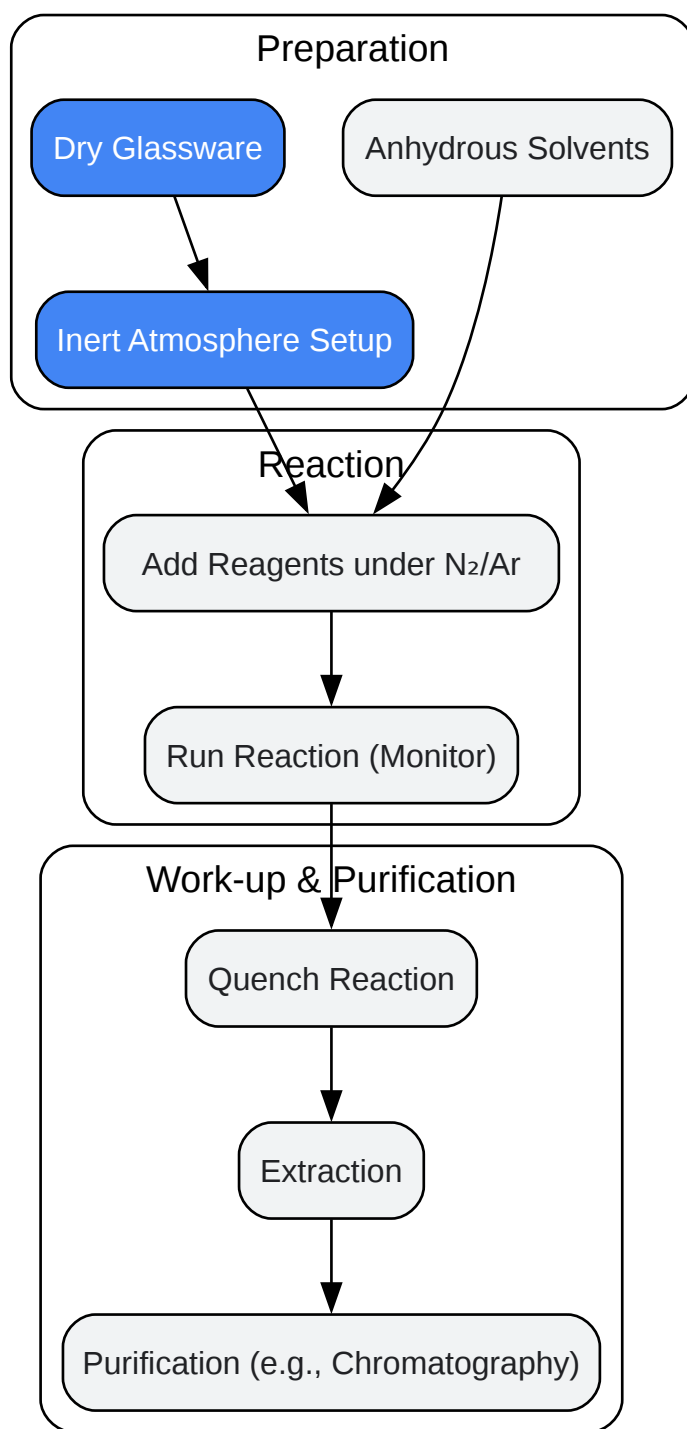 Preparation
Dry Glassware
Anhydrous Solvents
Inert Atmosphere Setup
Reaction
Add Reagents under N₂/Ar
Run Reaction (Monitor)
Work-up & Purification
Quench Reaction
Extraction
Purification (e.g., Chromatography)